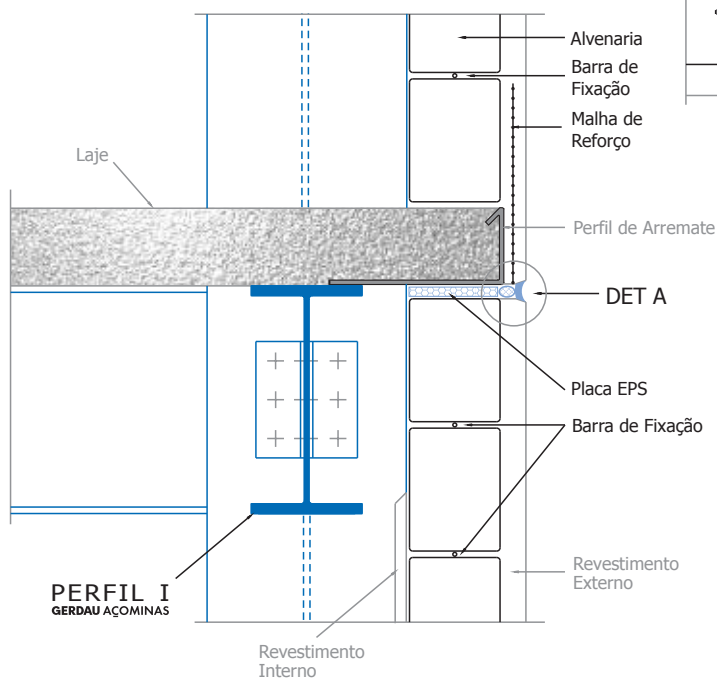 Alvenaria
Barra de
Fixação
Malha de
Reforço
Laje
Perfil de Arremate
DET A
Placa EPS
Barra de Fixação
Revestimento
Externo
PERFIL I
GERDAU AÇOMINAS
Revestimento
Interno